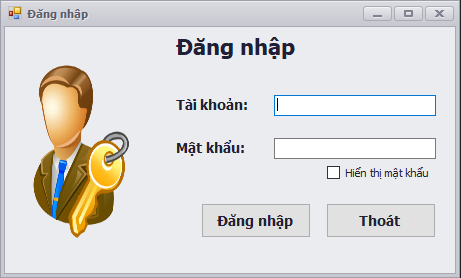 Đăng nhập
Đăng nhập
Tài khoản:
Mật khẩu:
Hiển thị mật khẩu
Đăng nhập Thoát